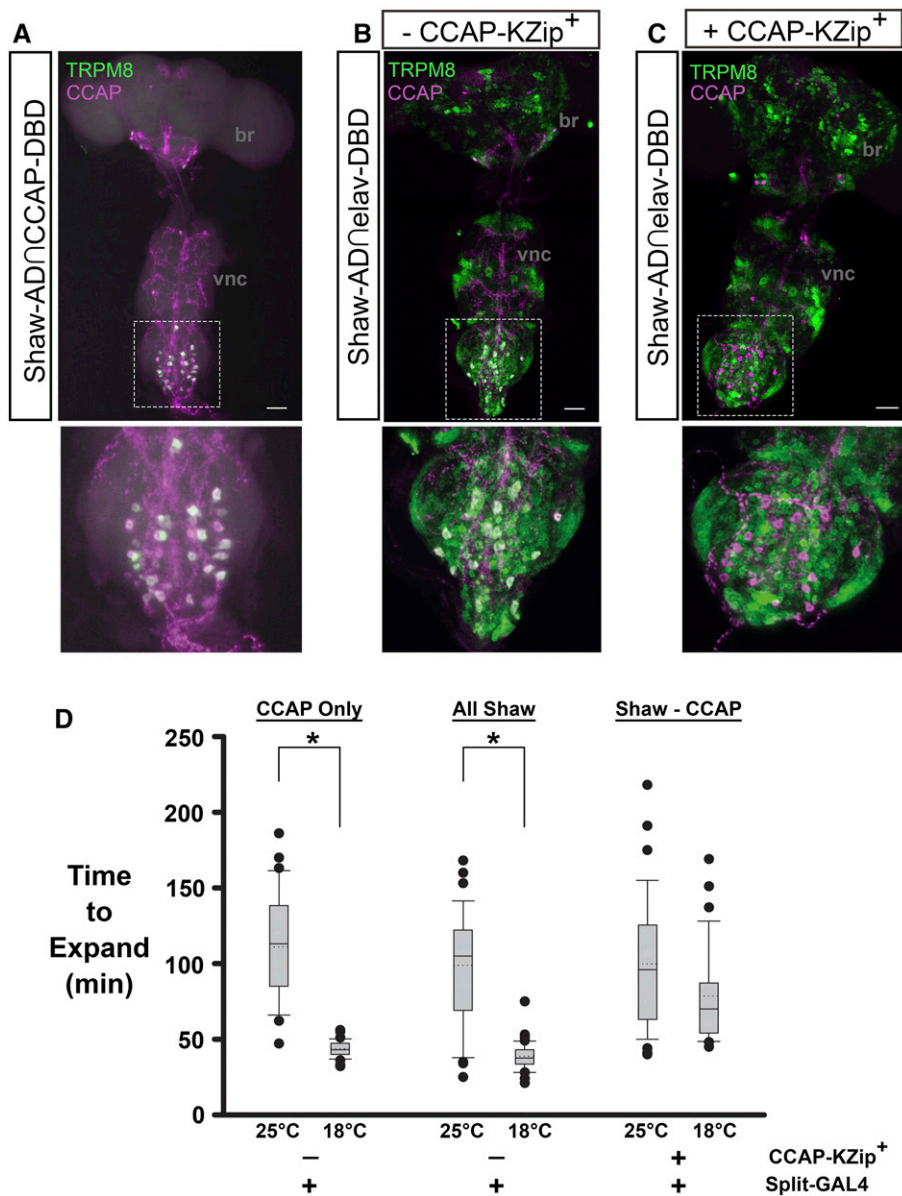 A
B
- CCAP-KZip+
C
+ CCAP-KZip+
Shaw-AD∩CCAP-DBD
TRPM8
CCAP
br
vnc
Shaw-AD∩elav-DBD
TRPM8
CCAP
br
vnc
Shaw-AD∩elav-DBD
TRPM8
CCAP
br
vnc
D
CCAP Only
All Shaw
Shaw - CCAP
* *
250
200
150
100
50
0
Time
to
Expand
(min)
25°C 18°C 25°C 18°C 25°C 18°C
− − + CCAP-KZip+
+ + + Split-GAL4